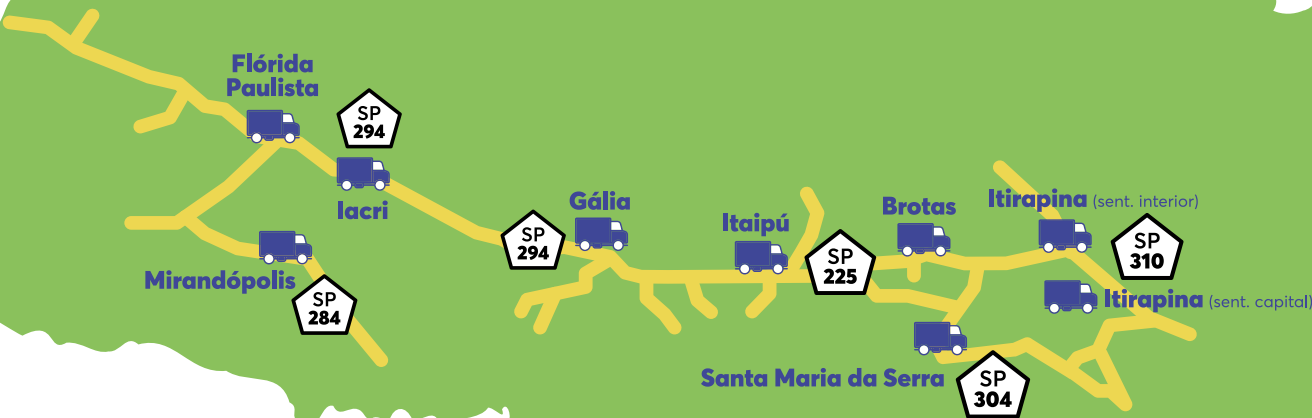 Flórida
Paulista
SP
294
Iacri
Mirandópolis
SP
284
SP
294
Gália
Itaipú
SP
225
Brotas
Itirapina (sent. interior)
SP
310
Itirapina (sent. capital)
Santa Maria da Serra
SP
304